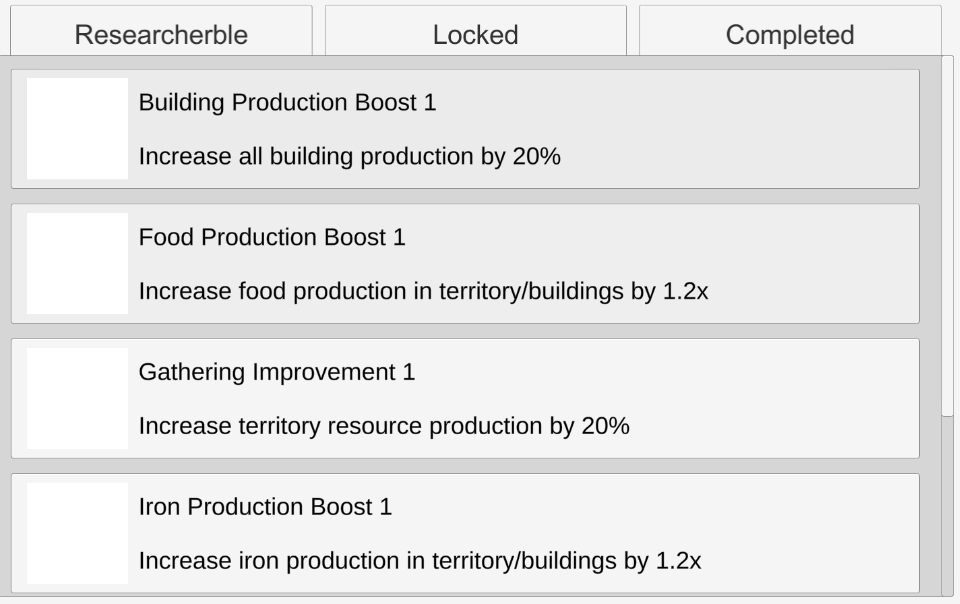 Researcherble
Locked
Completed
Building Production Boost 1
Increase all building production by 20%
Food Production Boost 1
Increase food production in territory/buildings by 1.2x
Gathering Improvement 1
Increase territory resource production by 20%
Iron Production Boost 1
Increase iron production in territory/buildings by 1.2x